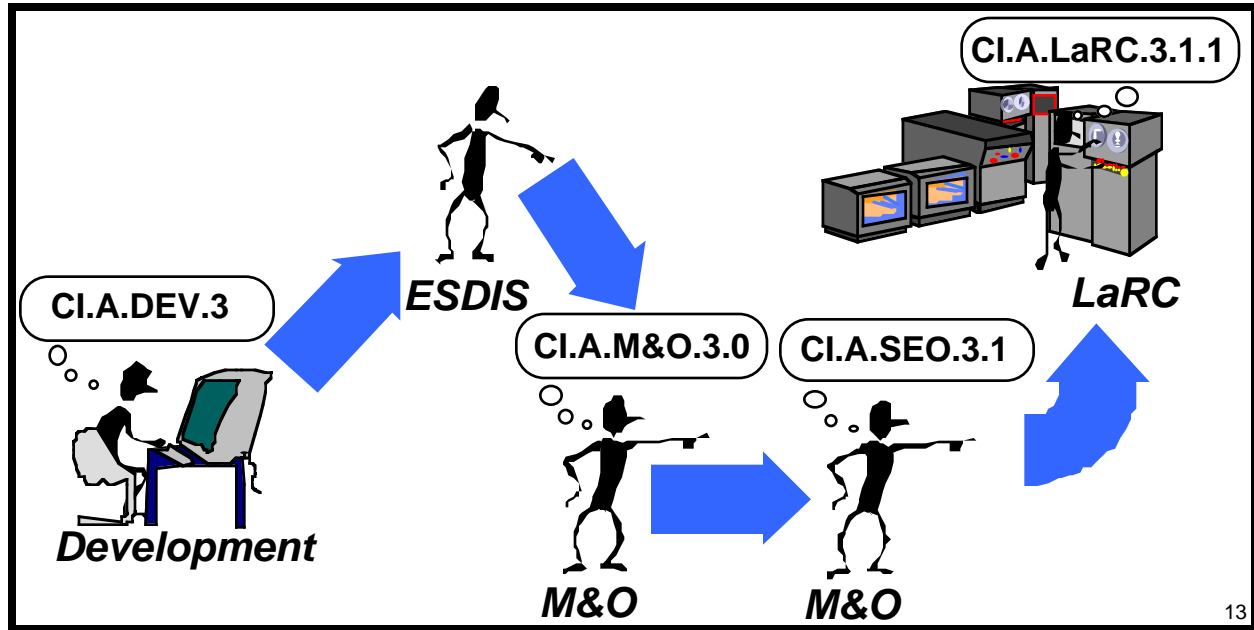 CI.A.LaRC.3.1.1
LaRC
ESDIS
CI.A.DEV.3
Development
CI.A.M&O.3.0
M&O
CI.A.SEO.3.1
M&O
13